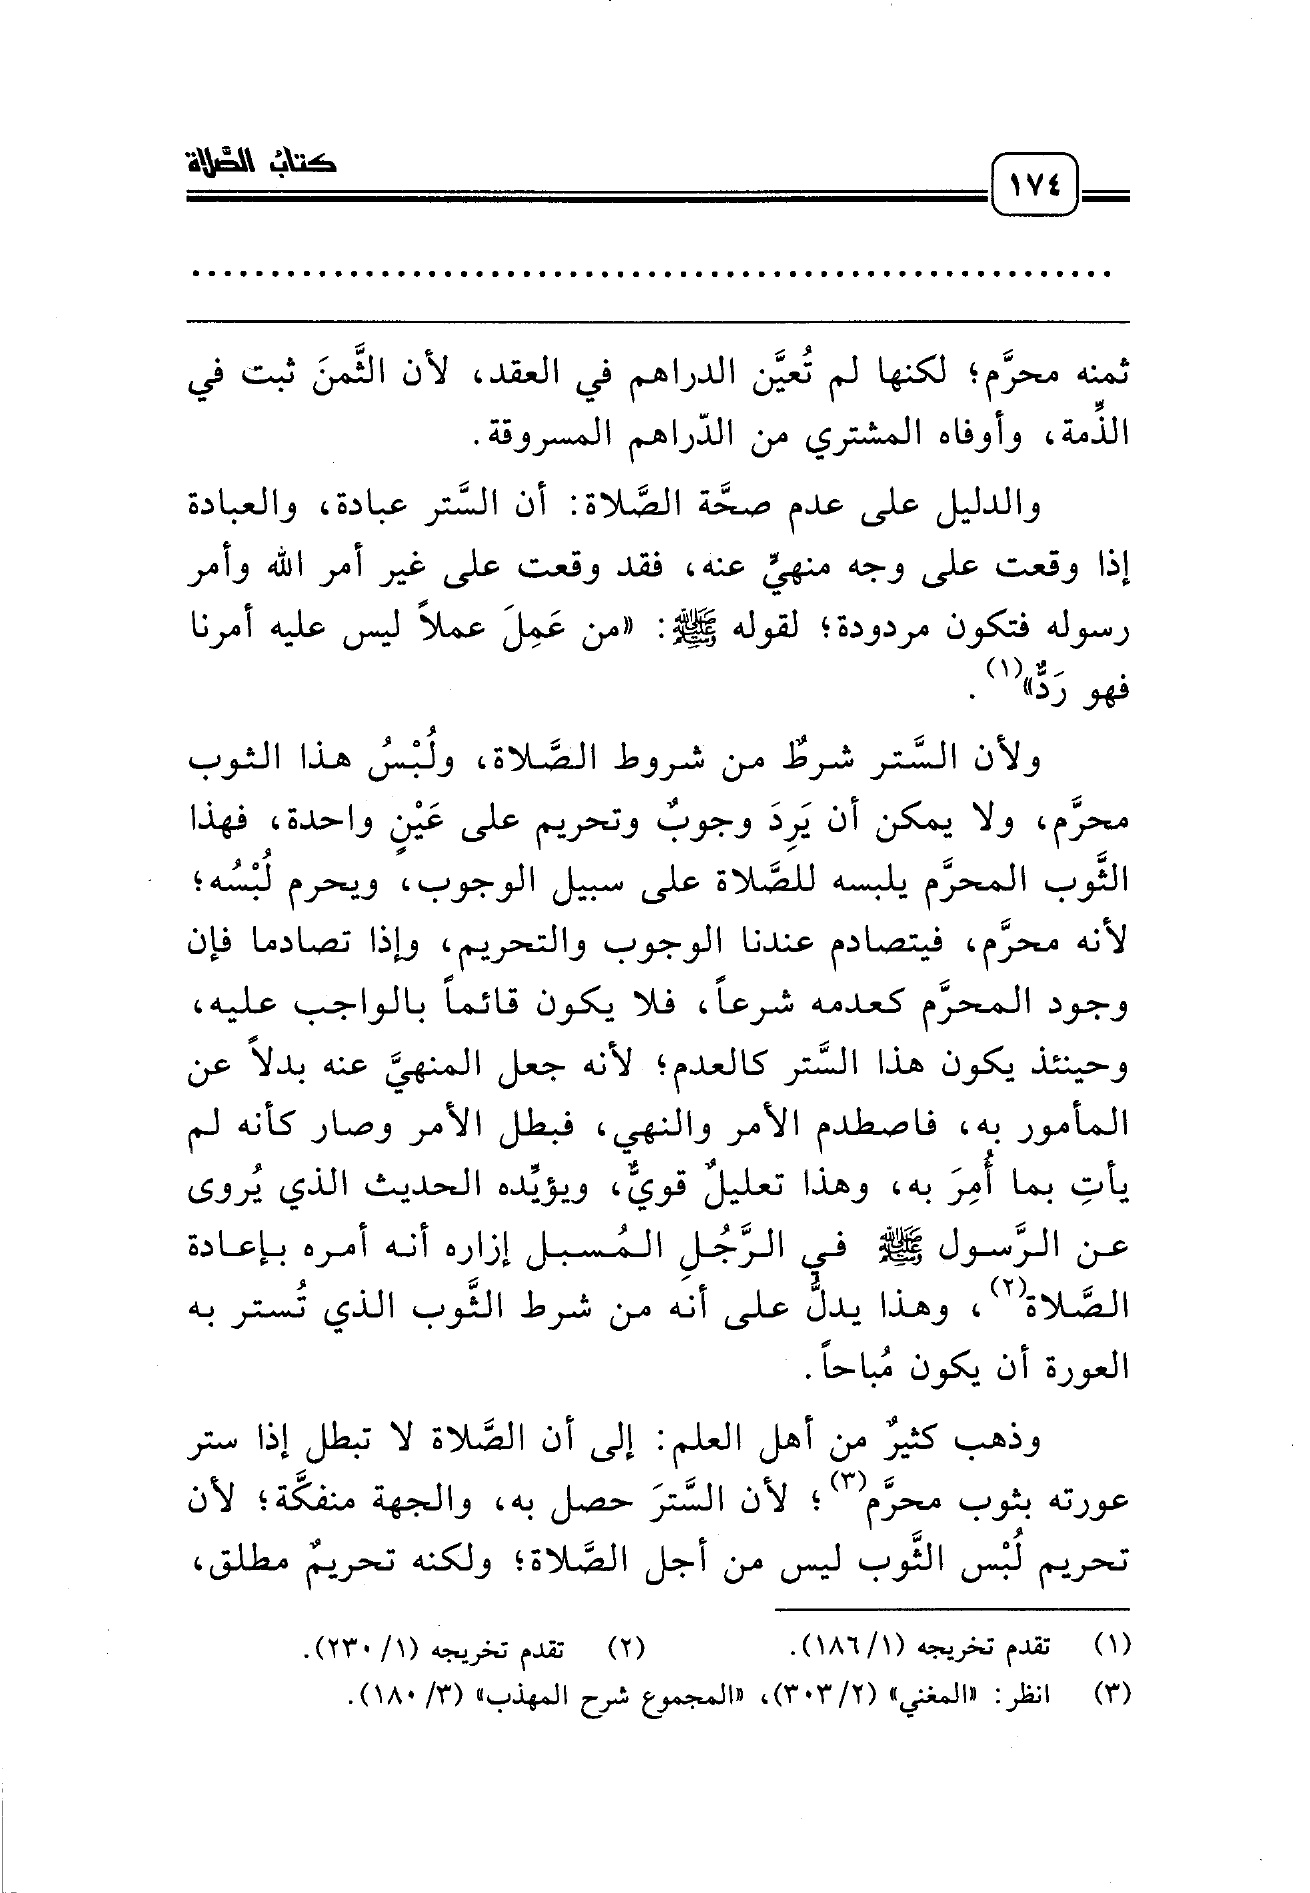 كتابُ الصَّلاة
١٧٤
..........................................................
ثمنه محرَّم؛ لكنها لم تُعيَّن الدراهم في العقد، لأن الثَّمنَ ثبت في
الذِّمة، وأوفاه المشتري من الدّراهم المسروقة.
والدليل على عدم صحَّة الصَّلاة: أن السَّتر عبادة، والعبادة
إذا وقعت على وجه منهيٍّ عنه، فقد وقعت على غير أمر الله وأمر
رسوله فتكون مردودة؛ لقوله ﷺ: «من عَمِلَ عملاً ليس عليه أمرنا
فهو رَدٌّ»(١).
ولأن السَّتر شرطٌ من شروط الصَّلاة، ولُبْسُ هذا الثوب
محرَّم، ولا يمكن أن يَرِدَ وجوبٌ وتحريم على عَيْنٍ واحدة، فهذا
الثَّوب المحرَّم يلبسه للصَّلاة على سبيل الوجوب، ويحرم لُبْسُه؛
لأنه محرَّم، فيتصادم عندنا الوجوب والتحريم، وإذا تصادما فإن
وجود المحرَّم كعدمه شرعاً، فلا يكون قائماً بالواجب عليه،
وحينئذ يكون هذا السَّتر كالعدم؛ لأنه جعل المنهيَّ عنه بدلاً عن
المأمور به، فاصطدم الأمر والنهي، فبطل الأمر وصار كأنه لم
يأتِ بما أُمِرَ به، وهذا تعليلٌ قويٌّ، ويؤيِّده الحديث الذي يُروى
عن الرَّسول ﷺ في الرَّجُلِ المُسبل إزاره أنه أمره بإعادة
الصَّلاة(٢)، وهذا يدلُّ على أنه من شرط الثَّوب الذي تُستر به
العورة أن يكون مُباحاً.
وذهب كثيرٌ من أهل العلم: إلى أن الصَّلاة لا تبطل إذا ستر
عورته بثوب محرَّم(٣)؛ لأن السَّترَ حصل به، والجهة منفكَّة؛ لأن
تحريم لُبْس الثَّوب ليس من أجل الصَّلاة؛ ولكنه تحريمٌ مطلق،
(١) تقدم تخريجه (١/ ١٨٦). (٢) تقدم تخريجه (١/ ٢٣٠).
(٣) انظر: «المغني» (٢/ ٣٠٣)، «المجموع شرح المهذب» (٣/ ١٨٠).